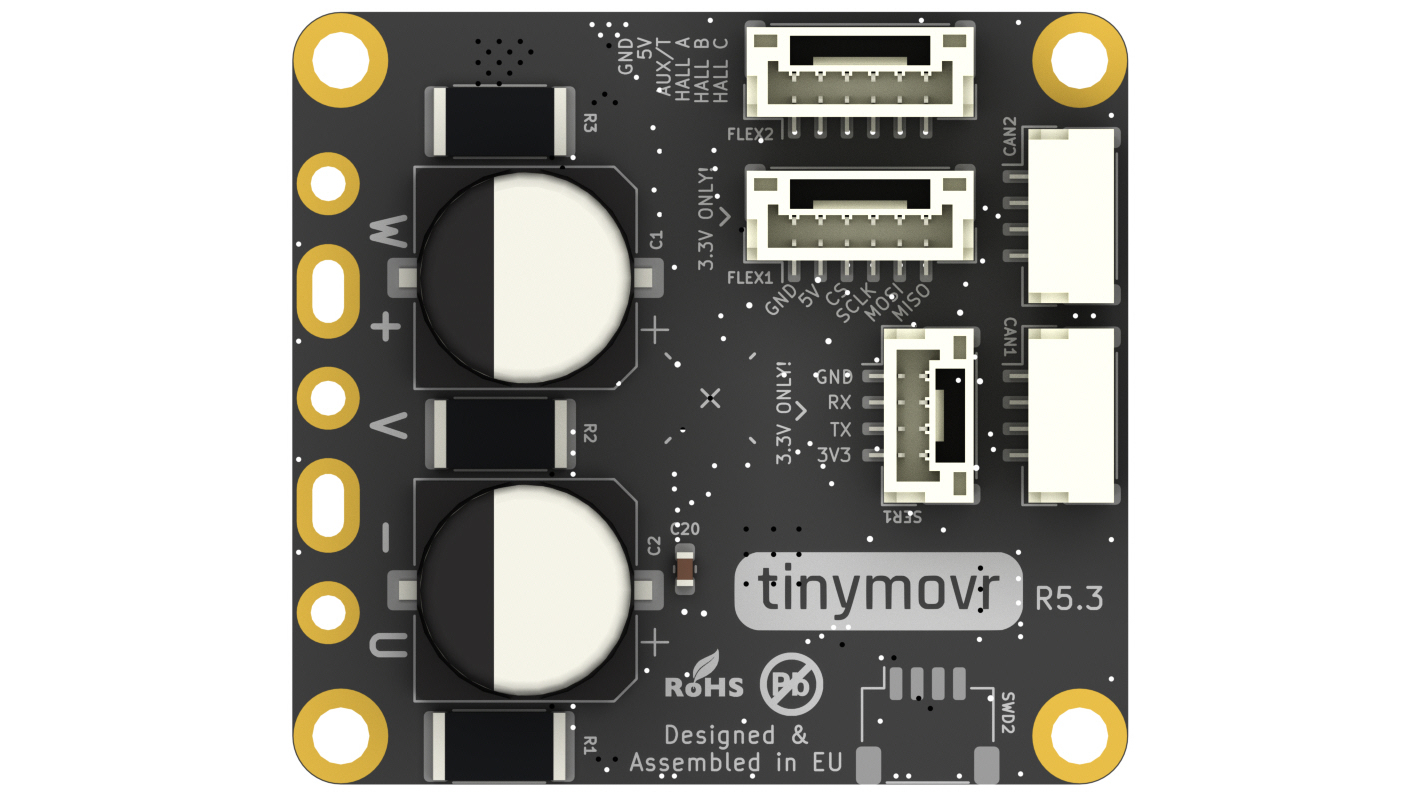 GND
5V
AUX/T
HALL A
HALL B
HALL C
FLEX2
CAN2
R3
W
C1
3.3V ONLY!
FLEX1
GND
5V
CS
SCLK
MOSI
MISO
+
+
CAN1
3.3V ONLY!
GND
RX
TX
3V3
SER1
V
R2
-
C2
C20
tinymovr
R5.3
U
+
RoHS
Pb
SWD2
R1
Designed &
Assembled in EU